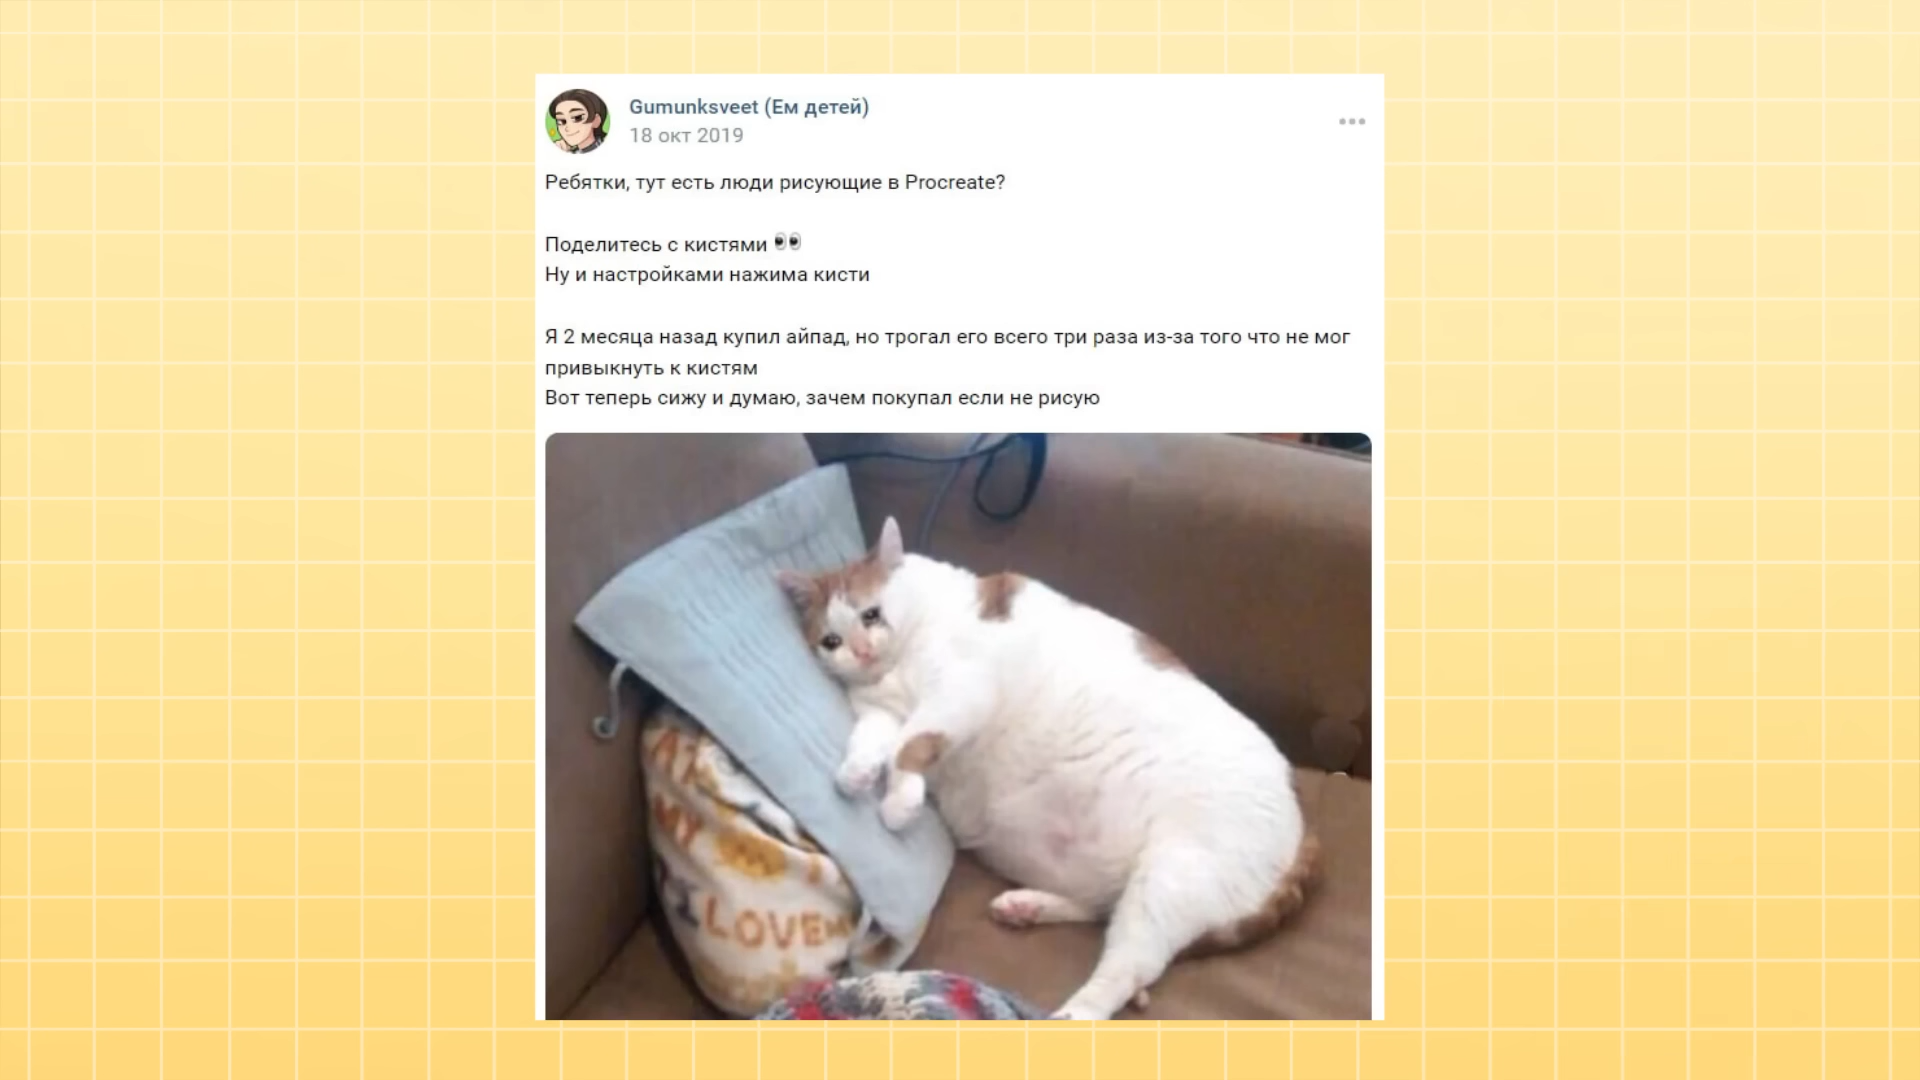 Gumunksveet (Ем детей)
18 окт 2019
Ребятки, тут есть люди рисующие в Procreate?
Поделитесь с кистями 👀
Ну и настройками нажима кисти
Я 2 месяца назад купил айпад, но трогал его всего три раза из-за того что не мог
привыкнуть к кистям
Вот теперь сижу и думаю, зачем покупал если не рисую
MY
I LOVE